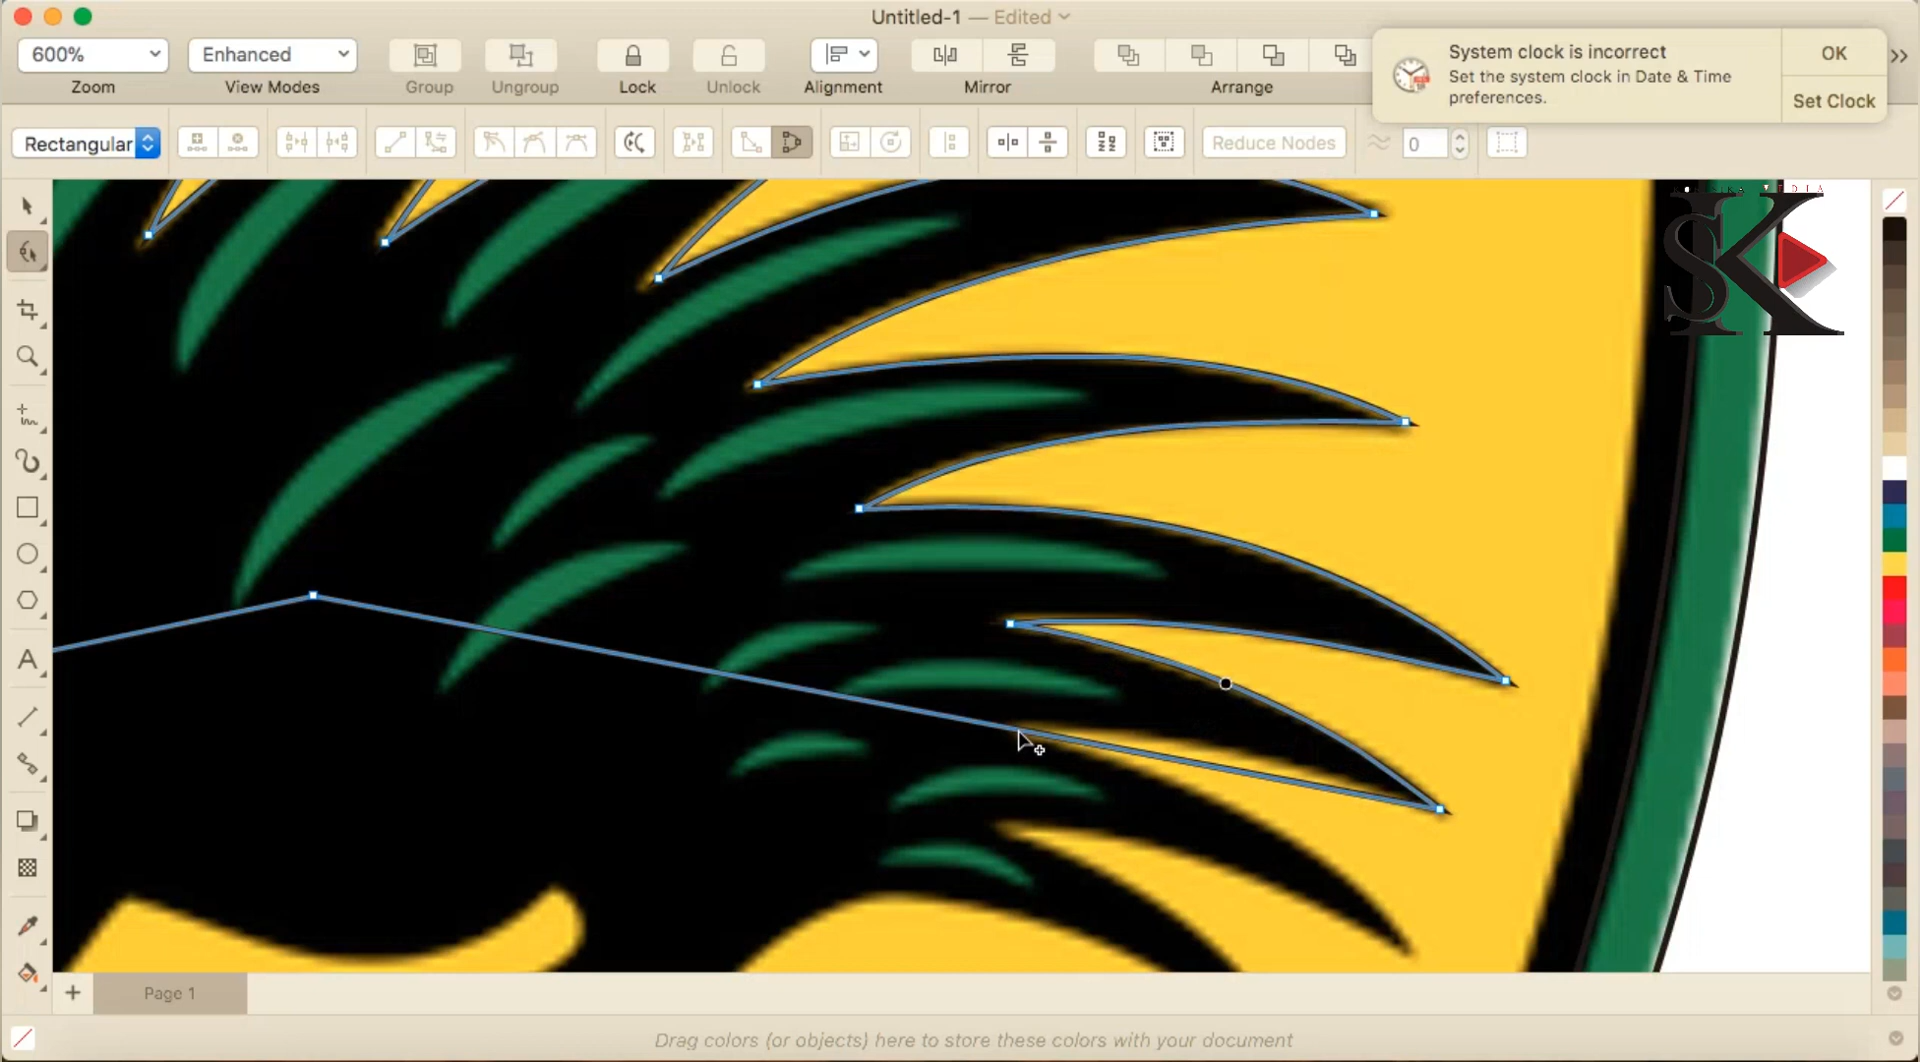 Untitled-1 — Edited
600%
Enhanced
Zoom
View Modes
Group
Ungroup
Lock
Unlock
Alignment
Mirror
Arrange
System clock is incorrect
Set the system clock in Date & Time
preferences.
OK
Set Clock
Rectangular
Reduce Nodes
0
SK
A
Page 1
Drag colors (or objects) here to store these colors with your document